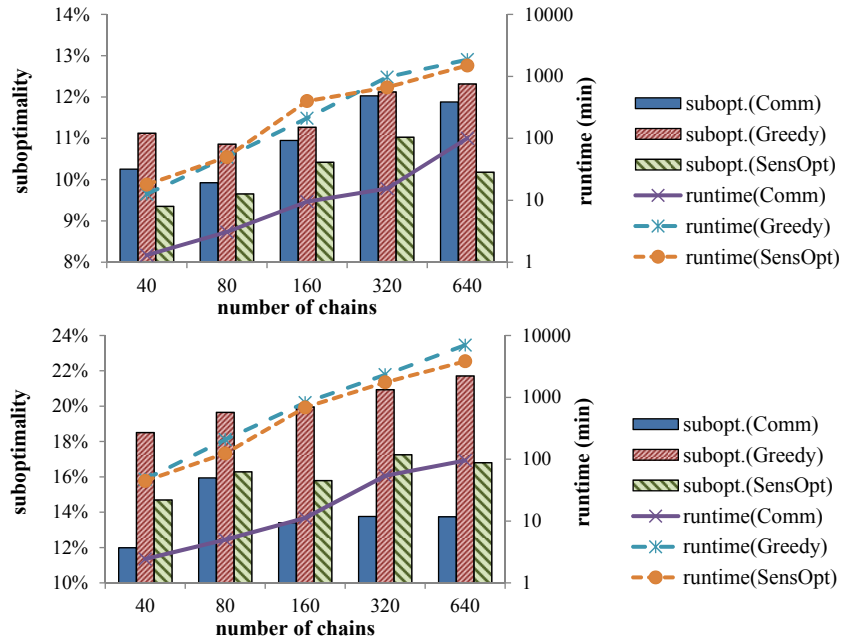 14%
13%
12%
11%
10%
9%
8%
suboptimality
10000
1000
100
10
1
runtime (min)
40 80 160 320 640
number of chains
subopt.(Comm)
subopt.(Greedy)
subopt.(SensOpt)
runtime(Comm)
runtime(Greedy)
runtime(SensOpt)
24%
22%
20%
18%
16%
14%
12%
10%
suboptimality
10000
1000
100
10
1
runtime (min)
40 80 160 320 640
number of chains
subopt.(Comm)
subopt.(Greedy)
subopt.(SensOpt)
runtime(Comm)
runtime(Greedy)
runtime(SensOpt)